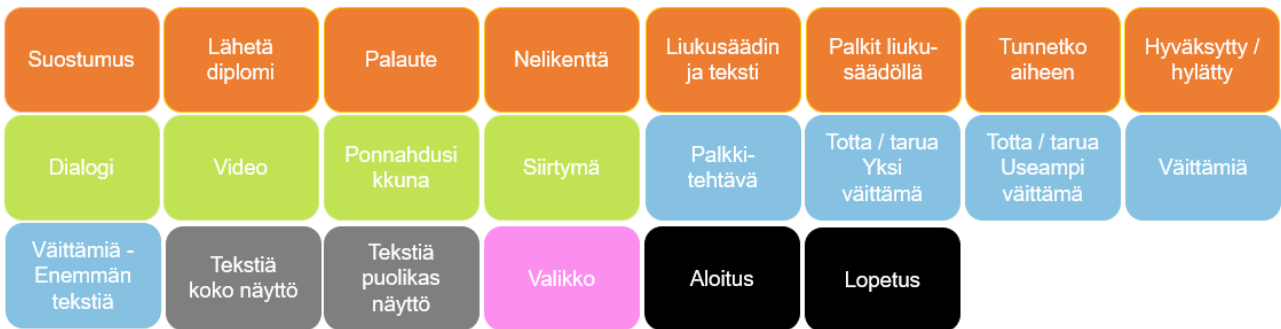 Suostumus
Lähetä
diplomi
Palaute
Nelikenttä
Liukusäädin
ja teksti
Palkit liuku-
säädöllä
Tunnetko
aiheen
Hyväksytty /
hylätty
Dialogi
Video
Ponnahdusi
kkuna
Siirtymä
Palkki-
tehtävä
Totta / tarua
Yksi
väittämä
Totta / tarua
Useampi
väittämä
Väittämiä
Väittämiä -
Enemmän
tekstiä
Tekstiä
koko näyttö
Tekstiä
puolikas
näyttö
Valikko
Aloitus
Lopetus